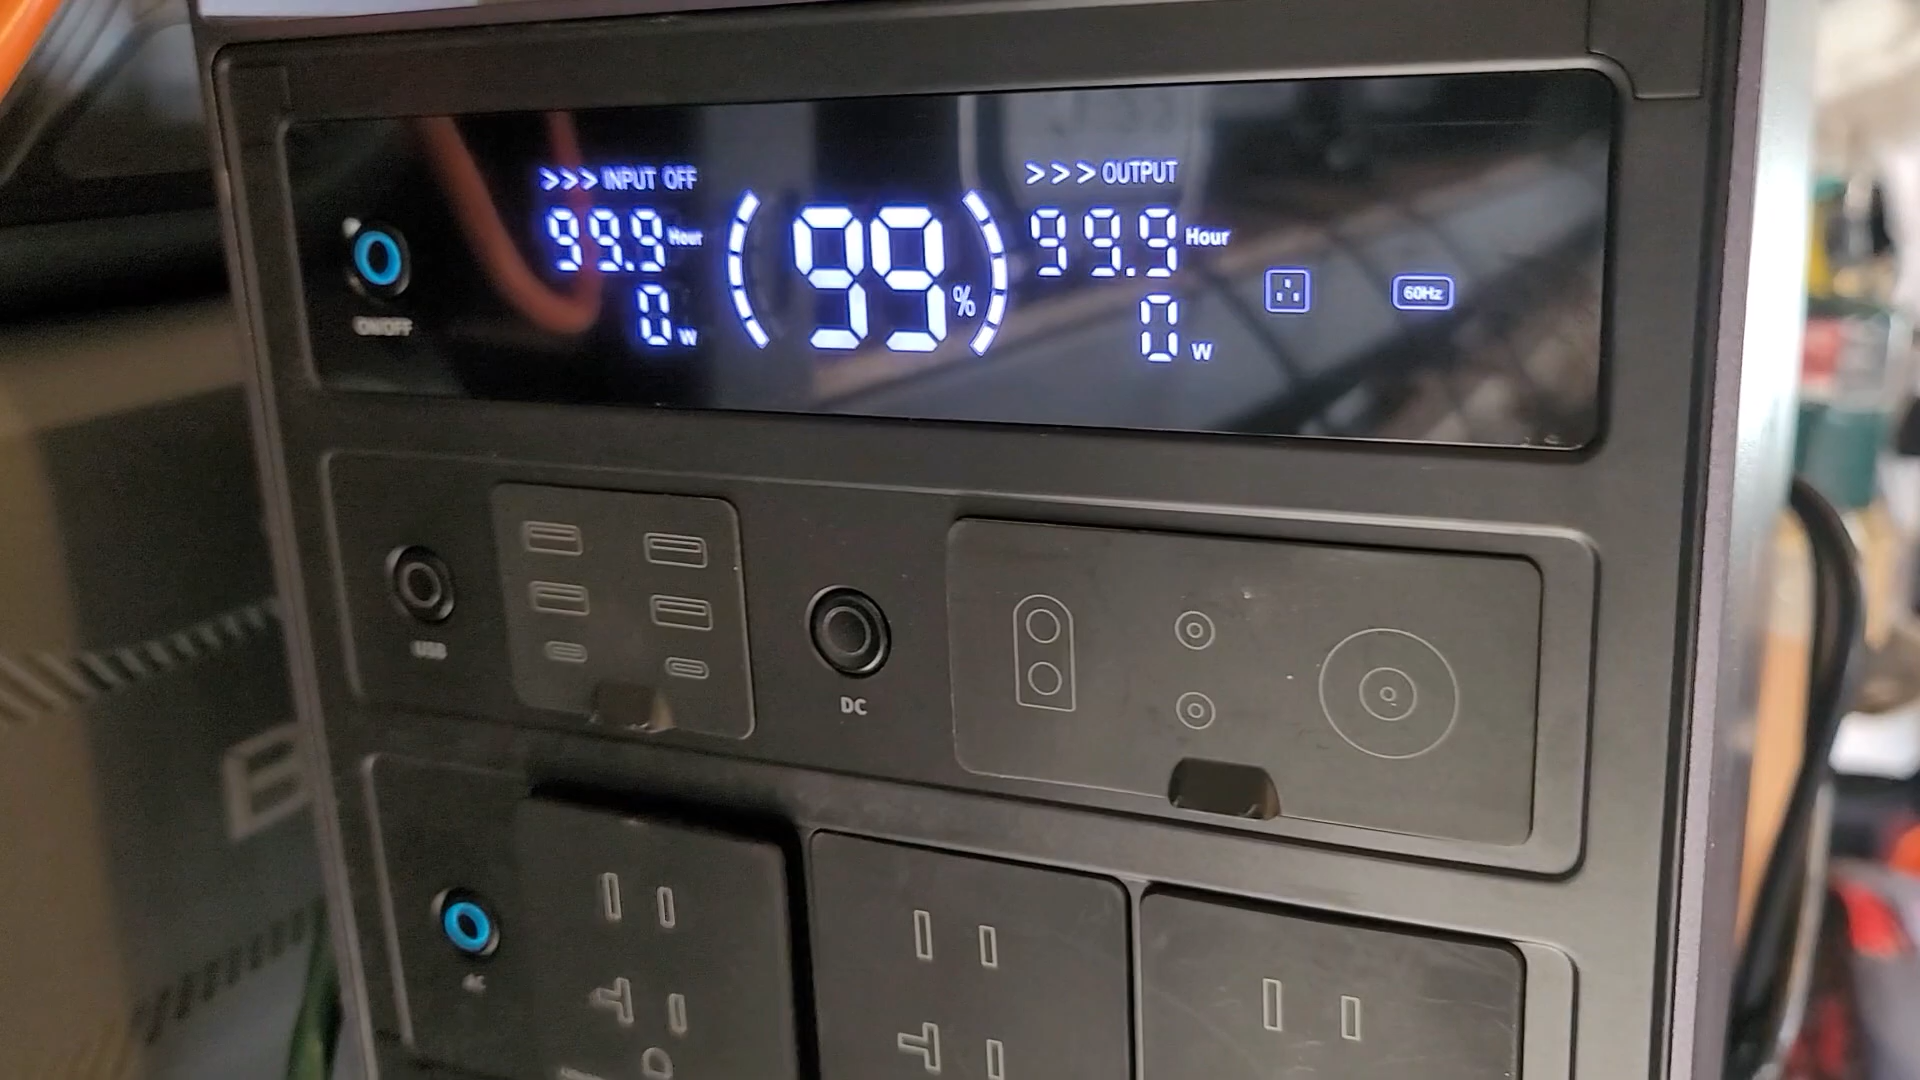 >>> INPUT OFF
99.9 Hour
0 W
99 %
>>> OUTPUT
99.9 Hour
0 W
60Hz
ON/OFF
USB
DC
AC